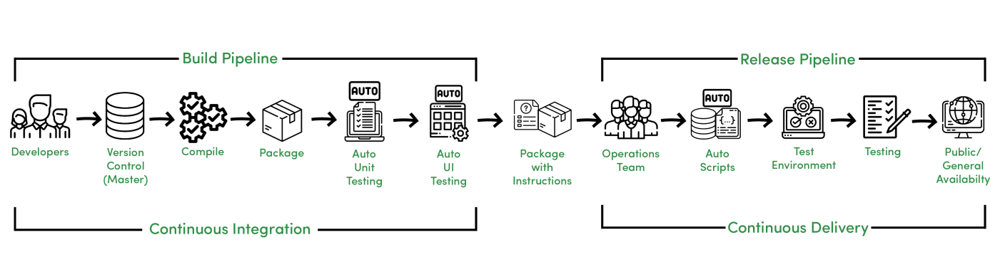 Build Pipeline
Release Pipeline
AUTO
AUTO
AUTO
?
{...}
Developers
Version
Control
(Master)
Compile
Package
Auto
Unit
Testing
Auto
UI
Testing
Package
with
Instructions
Operations
Team
Auto
Scripts
Test
Environment
Testing
Public/
General
Availabilty
Continuous Integration
Continuous Delivery